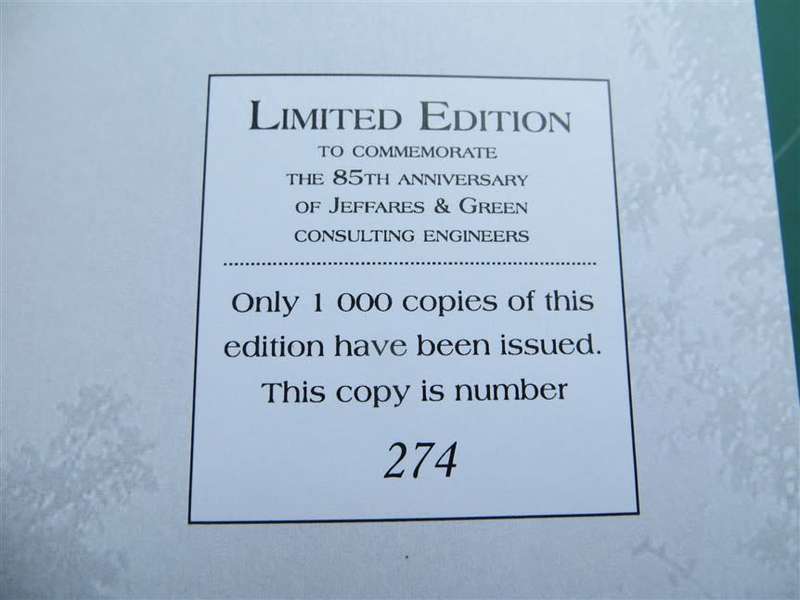 LIMITED EDITION
TO COMMEMORATE
THE 85TH ANNIVERSARY
OF JEFFARES & GREEN
CONSULTING ENGINEERS
Only 1 000 copies of this
edition have been issued.
This copy is number
274